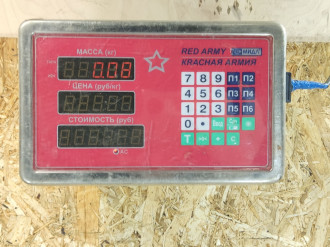 МАССА (кг)
0.08
ЦЕНА (руб/кг)
СТОИМОСТЬ (руб)
RED ARMY
КРАСНАЯ АРМИЯ
7 8 9 П1 П2
4 5 6 П3 П4
1 2 3 П5 П6
0
T C